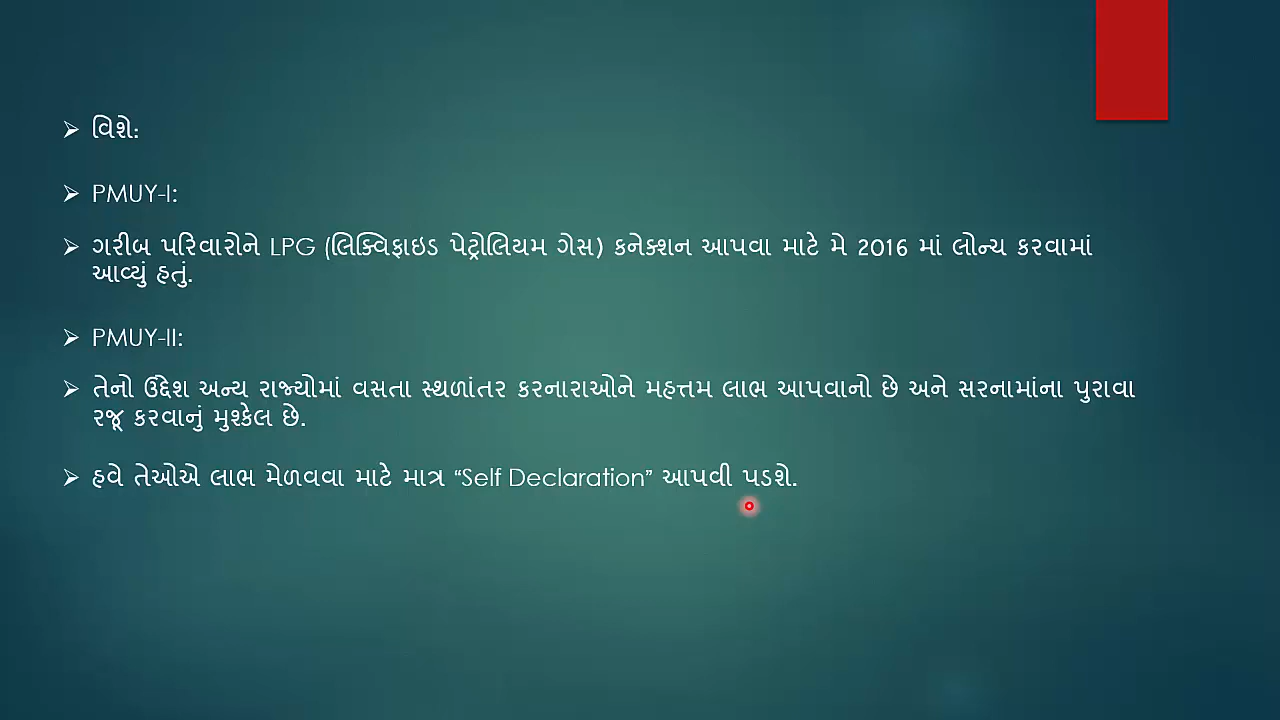 વિશે:
PMUY-I:
ગરીબ પરિવારોને LPG (લિક્વિફાઇડ પેટ્રોલિયમ ગેસ) કનેક્શન આપવા માટે મે 2016 માં લોન્ચ કરવામાં
આવ્યું હતું.
PMUY-II:
તેનો ઉદ્દેશ અન્ય રાજ્યોમાં વસતા સ્થળાંતર કરનારાઓને મહત્તમ લાભ આપવાનો છે અને સરનામાંના પુરાવા
રજૂ કરવાનું મુશ્કેલ છે.
હવે તેઓએ લાભ મેળવવા માટે માત્ર “Self Declaration” આપવી પડશે.